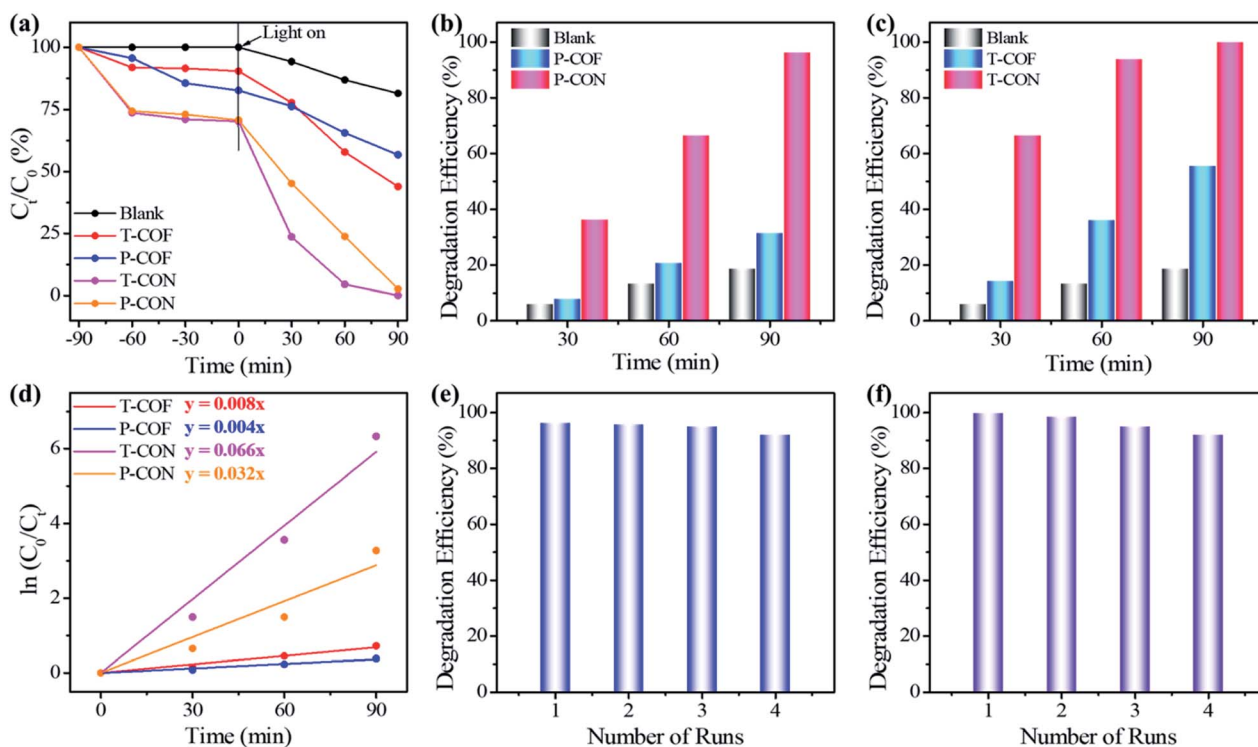 (a)
Light on
100
75
50
25
0
C_t/C_0 (%)
Blank
T-COF
P-COF
T-CON
P-CON
-90 -60 -30 0 30 60 90
Time (min)
(b)
Blank
P-COF
P-CON
100
80
60
40
20
0
Degradation Efficiency (%)
30 60 90
Time (min)
(c)
Blank
T-COF
T-CON
100
80
60
40
20
0
Degradation Efficiency (%)
30 60 90
Time (min)
(d)
T-COF y = 0.008x
P-COF y = 0.004x
T-CON y = 0.066x
P-CON y = 0.032x
6
4
2
0
ln (C_0/C_t)
0 30 60 90
Time (min)
(e)
100
80
60
40
20
0
Degradation Efficiency (%)
1 2 3 4
Number of Runs
(f)
100
80
60
40
20
0
Degradation Efficiency (%)
1 2 3 4
Number of Runs